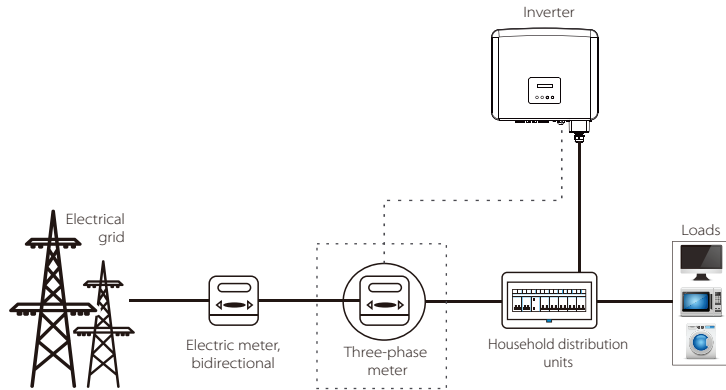 Inverter
Electrical
grid
Loads
Electric meter,
bidirectional
Three-phase
meter
Household distribution
units